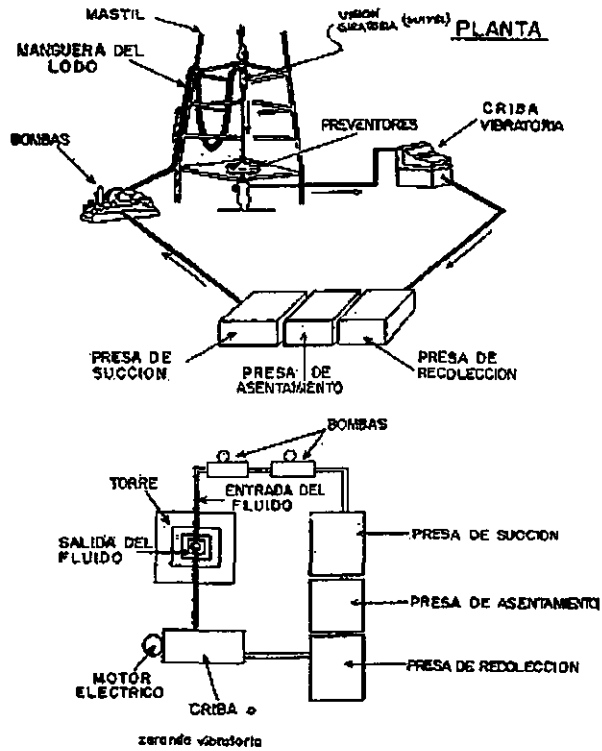 MASTIL
UNION
GIRATORIA (SWIVEL)
PLANTA
MANGUERA DEL
LODO
PREVENTORES
CRIBA
VIBRATORIA
BOMBAS
PRESA DE
SUCCION
PRESA DE
ASENTAMIENTO
PRESA DE
RECOLECCION
BOMBAS
TORRE
ENTRADA DEL
FLUIDO
SALIDA DEL
FLUIDO
PRESA DE SUCCION
PRESA DE ASENTAMIENTO
PRESA DE RECOLECCION
MOTOR
ELECTRICO
CRIBA o
zaranda vibratoria